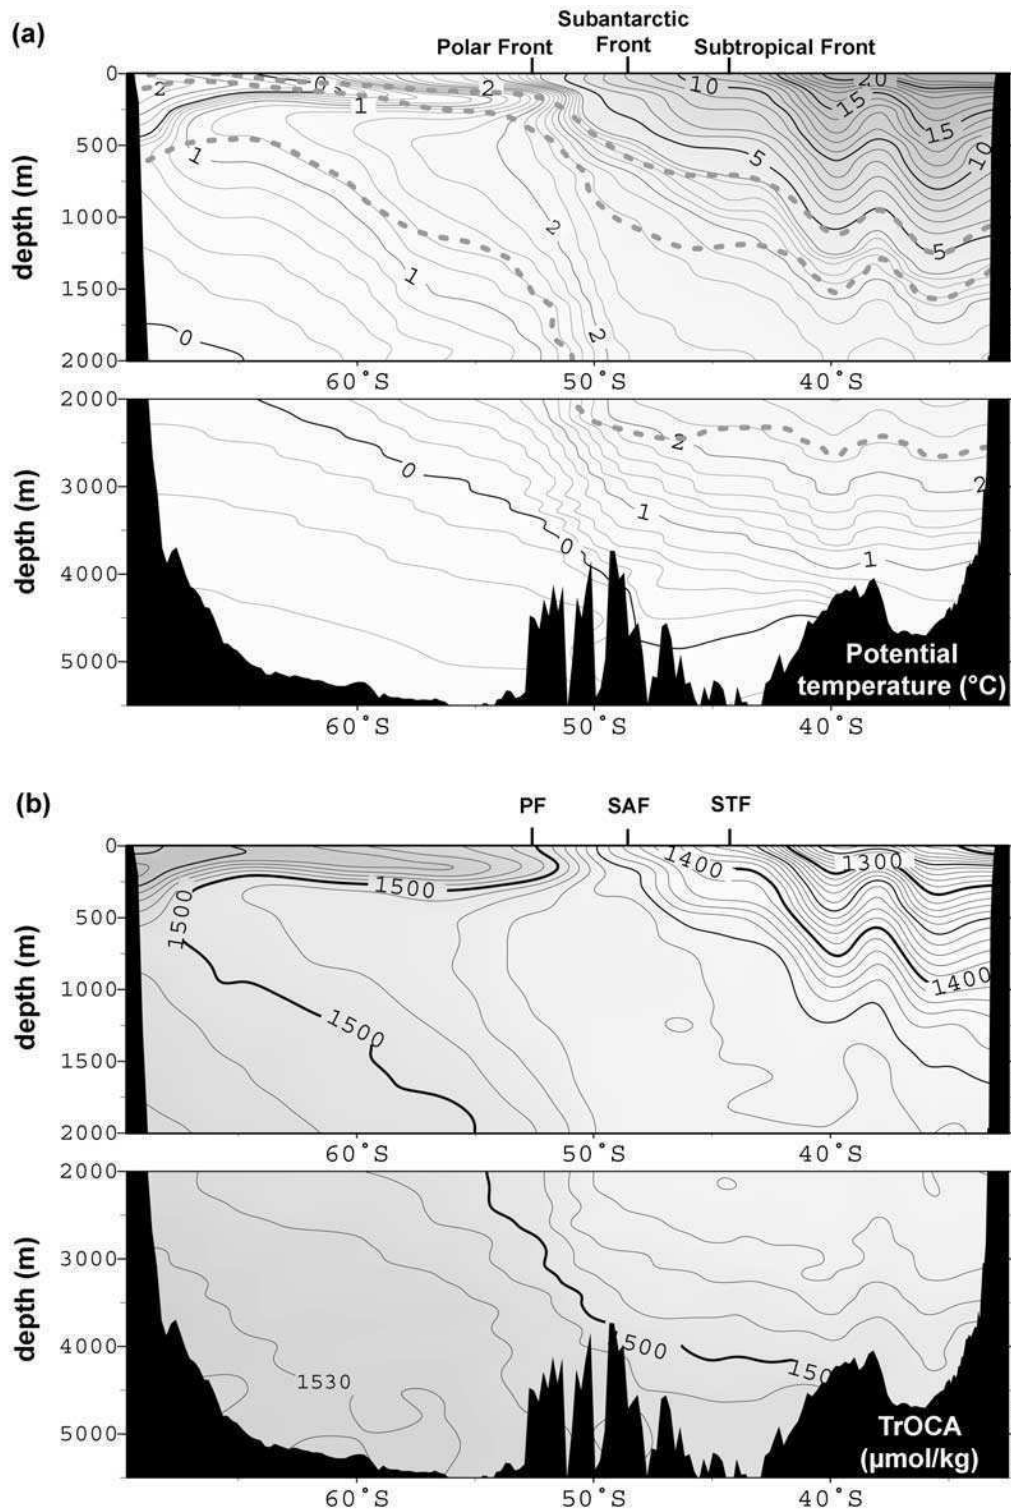 (a)
Subantarctic
Polar Front Front Subtropical Front
0
500
1000
1500
2000
depth (m)
2 0 1 2 10 20 15 15 10
1 5 2 5
1 2
0
60°S 50°S 40°S
2000
3000
4000
5000
depth (m)
0 2 2
1
0 1
Potential
temperature (°C)
60°S 50°S 40°S
(b)
PF SAF STF
0
500
1000
1500
2000
depth (m)
1500 1400 1300
1500
1400
1500
60°S 50°S 40°S
2000
3000
4000
5000
depth (m)
500 150
1530
TrOCA
(µmol/kg)
60°S 50°S 40°S